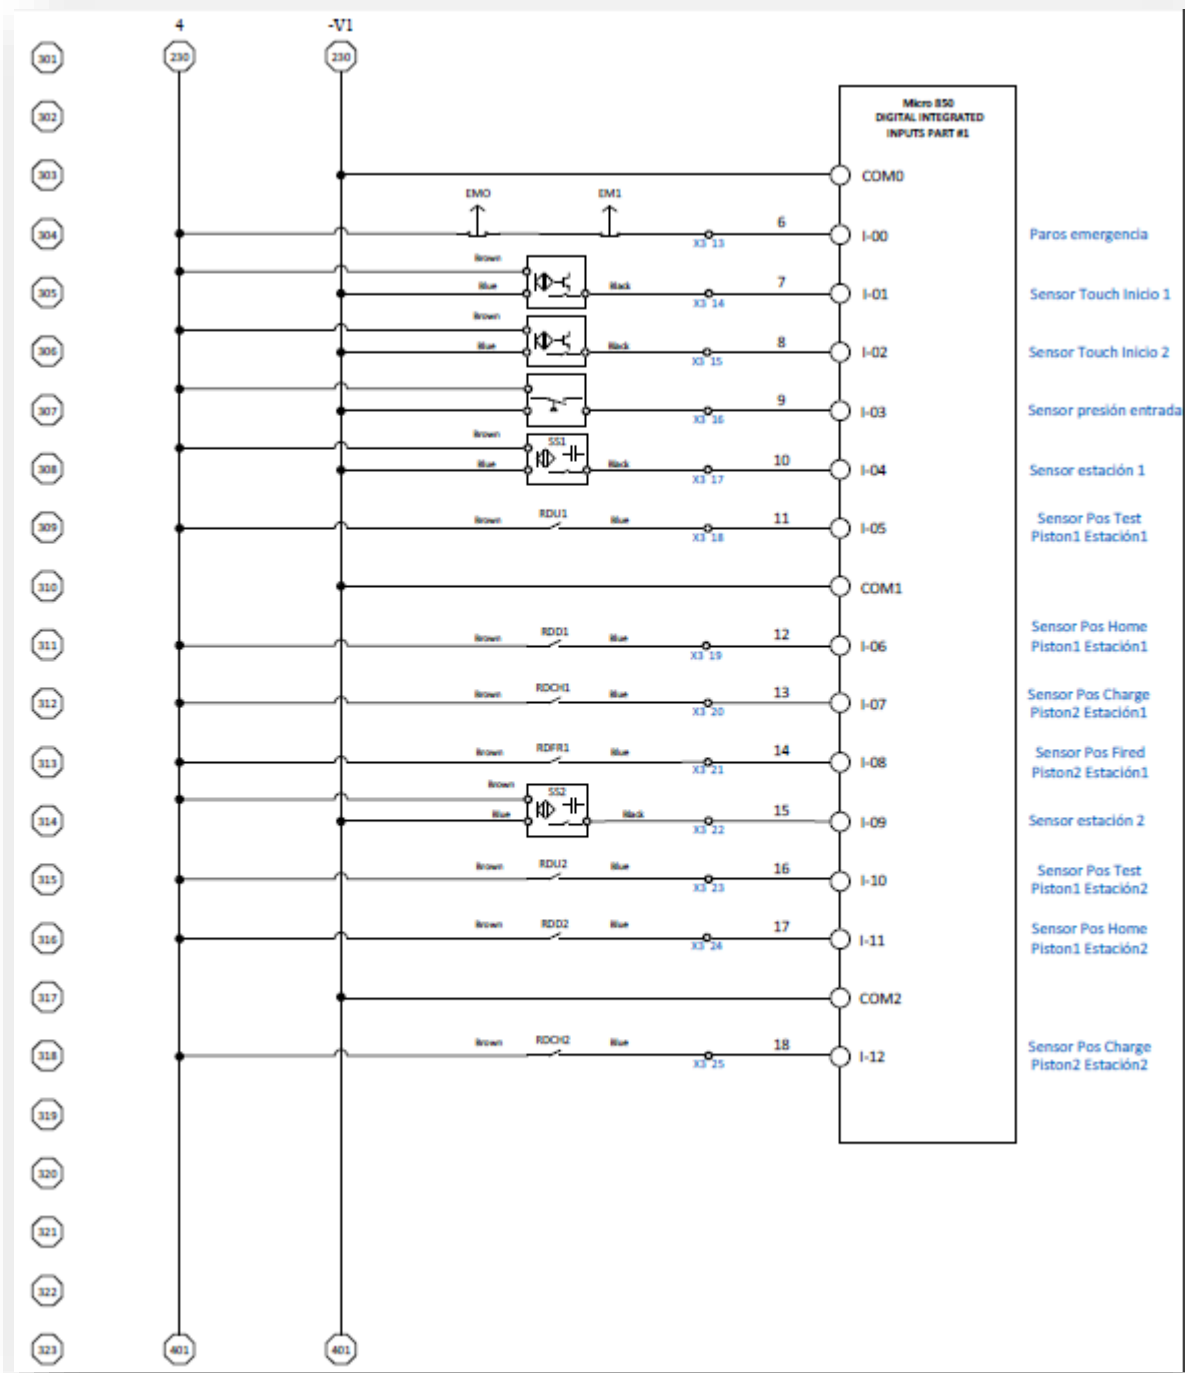 4 -V1
301 230 230
302 Micro 850
DIGITAL INTEGRATED
INPUTS PART #1
303 COM0
EM0 EM1
304 X3 13 6 I-00 Paros emergencia
Brown
305 Blue Black X3 14 7 I-01 Sensor Touch Inicio 1
Brown
306 Blue Black X3 15 8 I-02 Sensor Touch Inicio 2
307 X3 16 9 I-03 Sensor presión entrada
Brown SS1
308 Blue Black X3 17 10 I-04 Sensor estación 1
309 Brown RDU1 Blue X3 18 11 I-05 Sensor Pos Test
Piston1 Estación1
310 COM1
311 Brown RDD1 Blue X3 19 12 I-06 Sensor Pos Home
Piston1 Estación1
312 Brown RDCH1 Blue X3 20 13 I-07 Sensor Pos Charge
Piston2 Estación1
313 Brown RDFR1 Blue X3 21 14 I-08 Sensor Pos Fired
Piston2 Estación1
Brown SS2
314 Blue Black X3 22 15 I-09 Sensor estación 2
315 Brown RDU2 Blue X3 23 16 I-10 Sensor Pos Test
Piston1 Estación2
316 Brown RDD2 Blue X3 24 17 I-11 Sensor Pos Home
Piston1 Estación2
317 COM2
318 Brown RDCH2 Blue X3 25 18 I-12 Sensor Pos Charge
Piston2 Estación2
319
320
321
322
323 401 401